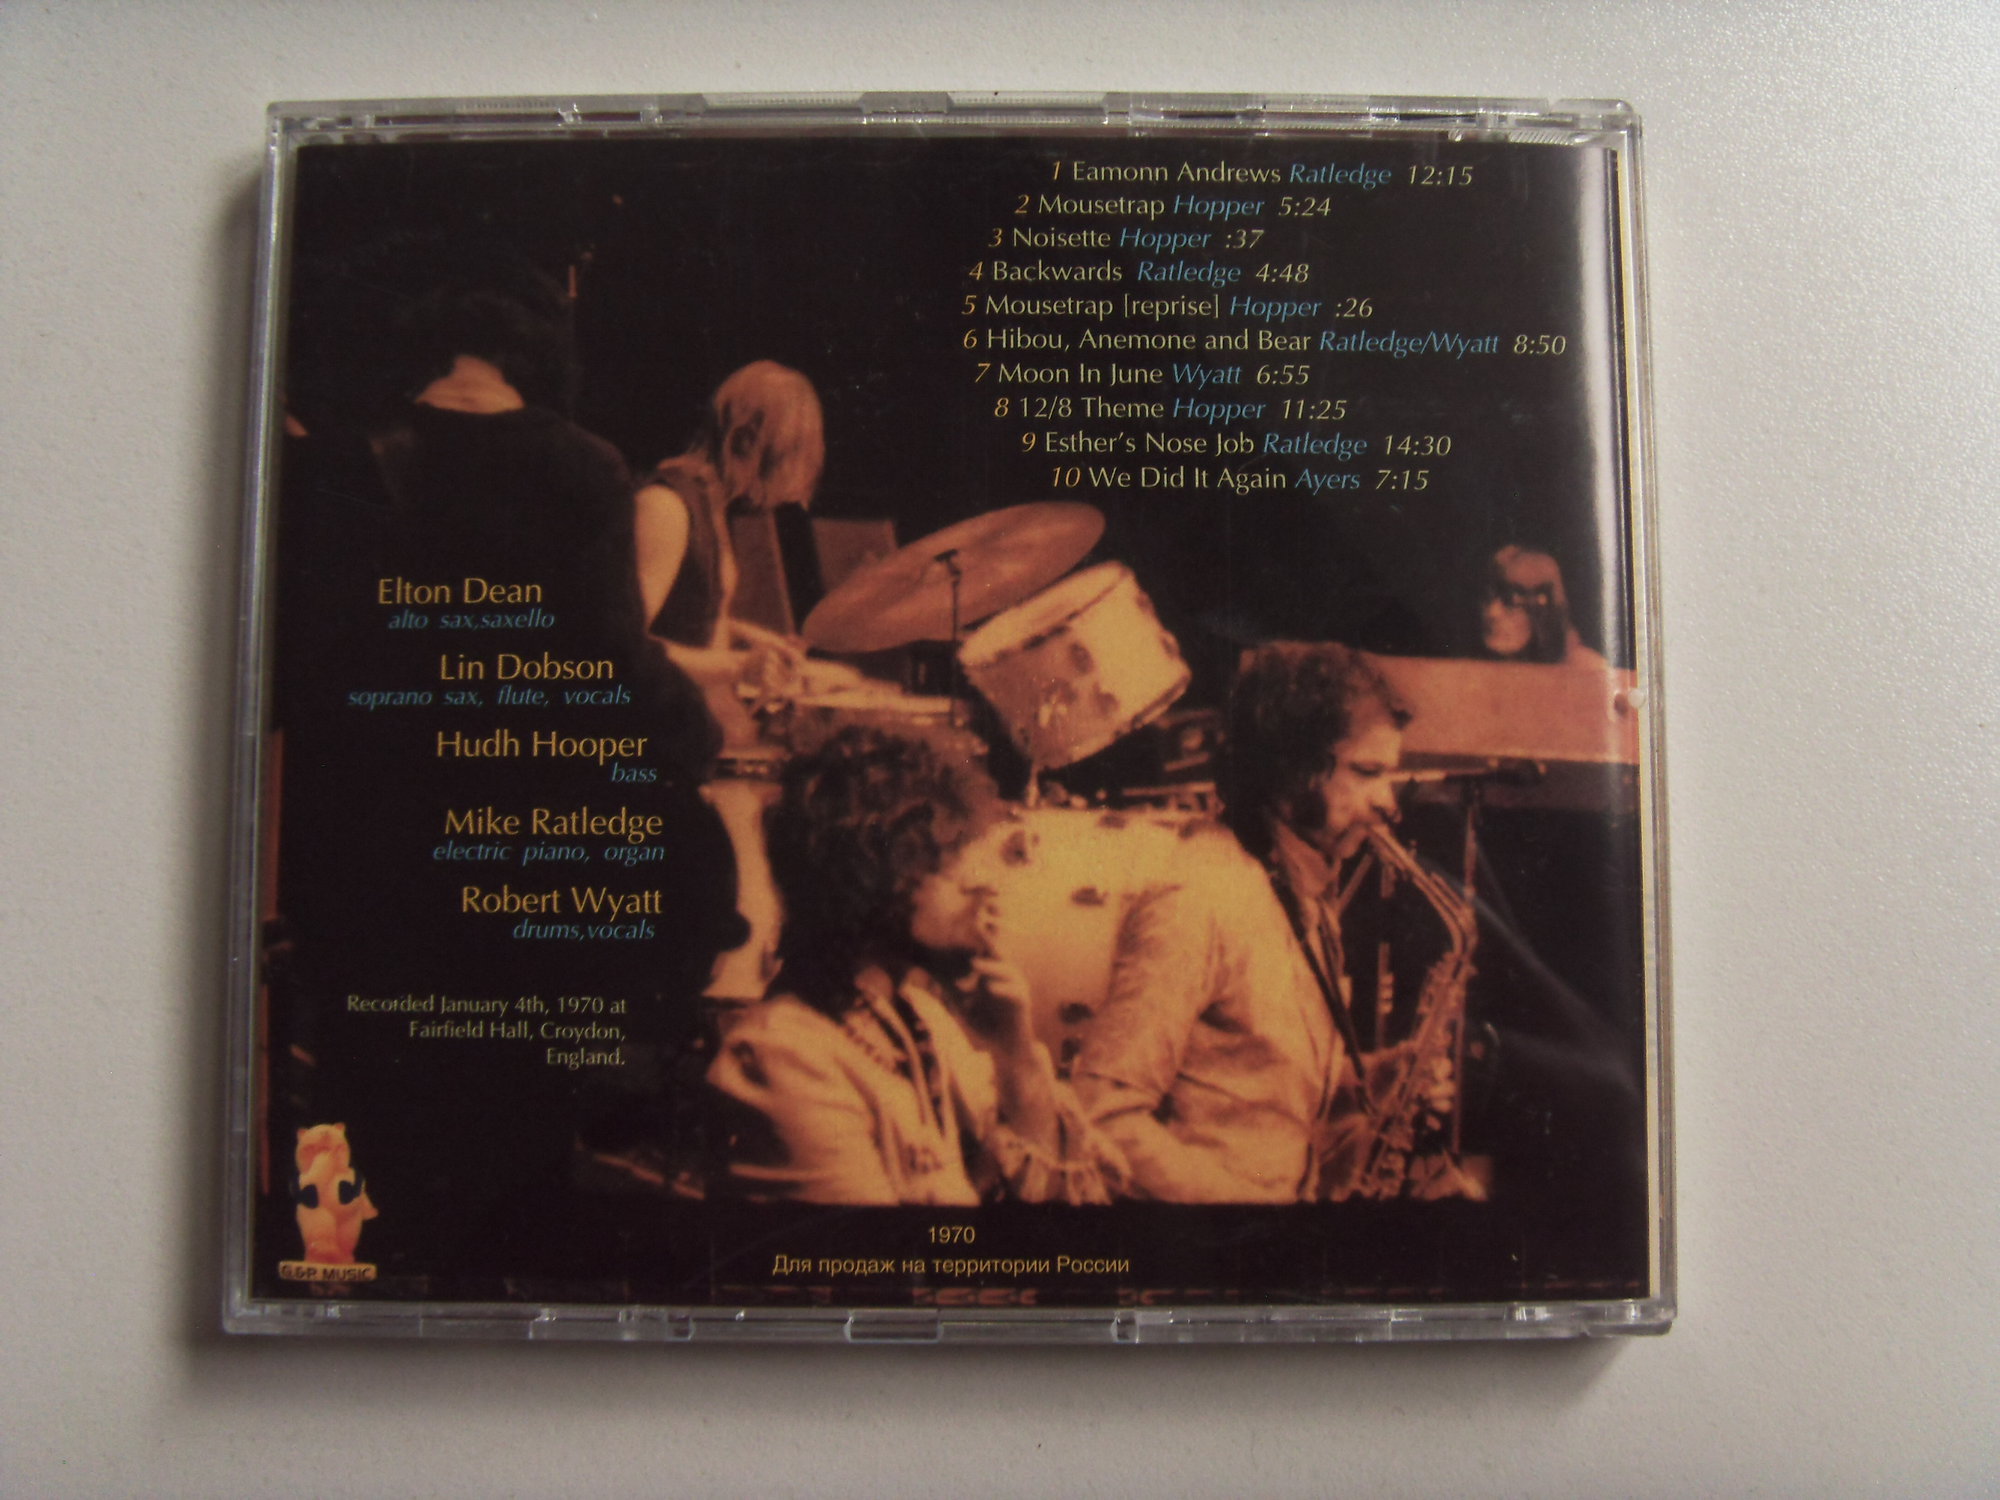 1 Eamonn Andrews Ratledge 12:15
2 Mousetrap Hopper 5:24
3 Noisette Hopper :37
4 Backwards Ratledge 4:48
5 Mousetrap [reprise] Hopper :26
6 Hibou, Anemone and Bear Ratledge/Wyatt 8:50
7 Moon In June Wyatt 6:55
8 12/8 Theme Hopper 11:25
9 Esther's Nose Job Ratledge 14:30
10 We Did It Again Ayers 7:15
Elton Dean
alto sax,saxello
Lin Dobson
soprano sax, flute, vocals
Hudh Hooper
bass
Mike Ratledge
electric piano, organ
Robert Wyatt
drums,vocals
Recorded January 4th, 1970 at
Fairfield Hall, Croydon,
England.
MUSIC
1970
Для продаж на территории России